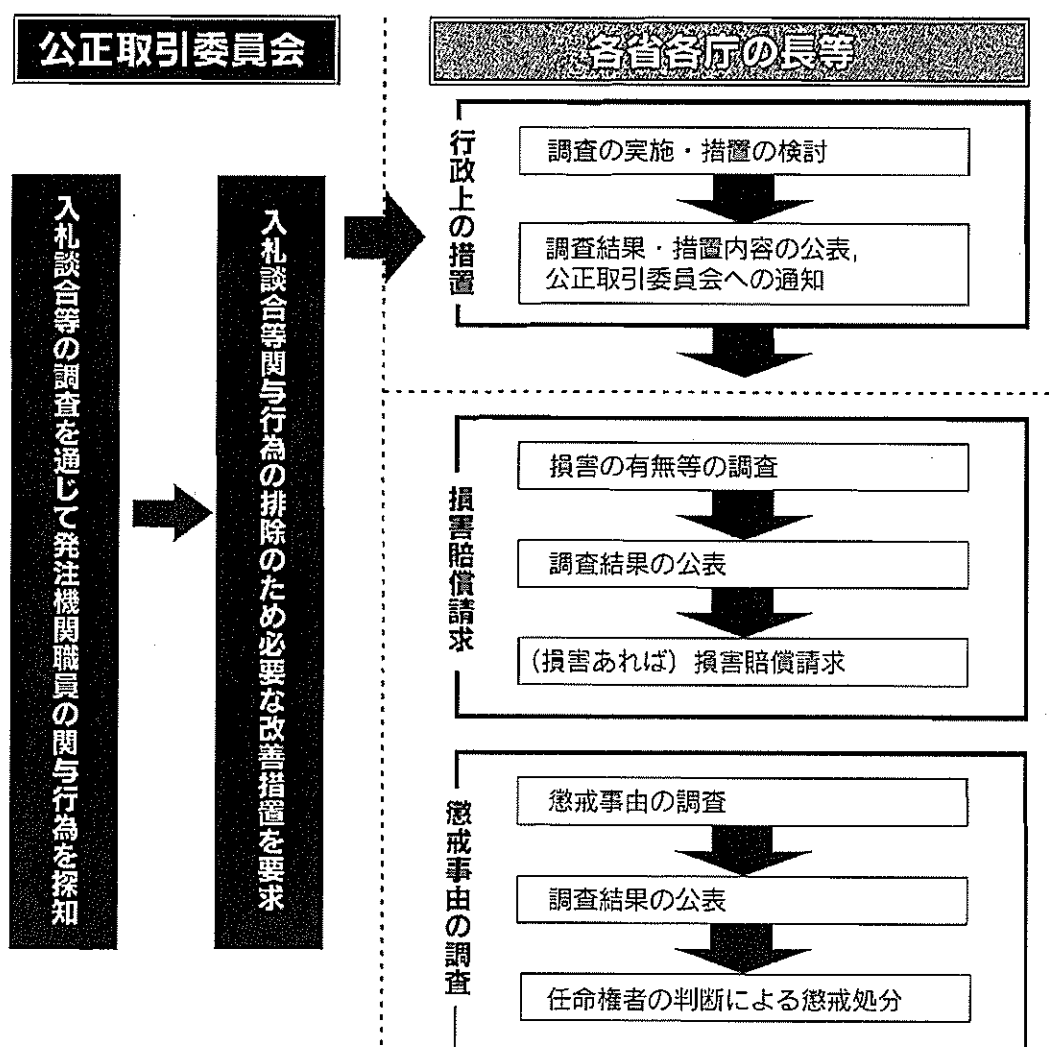 公正取引委員会
各省各庁の長等
入札談合等の調査を通じて発注機関職員の関与行為を探知
入札談合等関与行為の排除のため必要な改善措置を要求
行政上の措置
調査の実施・措置の検討
調査結果・措置内容の公表,
公正取引委員会への通知
損害賠償請求
損害の有無等の調査
調査結果の公表
(損害あれば) 損害賠償請求
懲戒事由の調査
懲戒事由の調査
調査結果の公表
任命権者の判断による懲戒処分